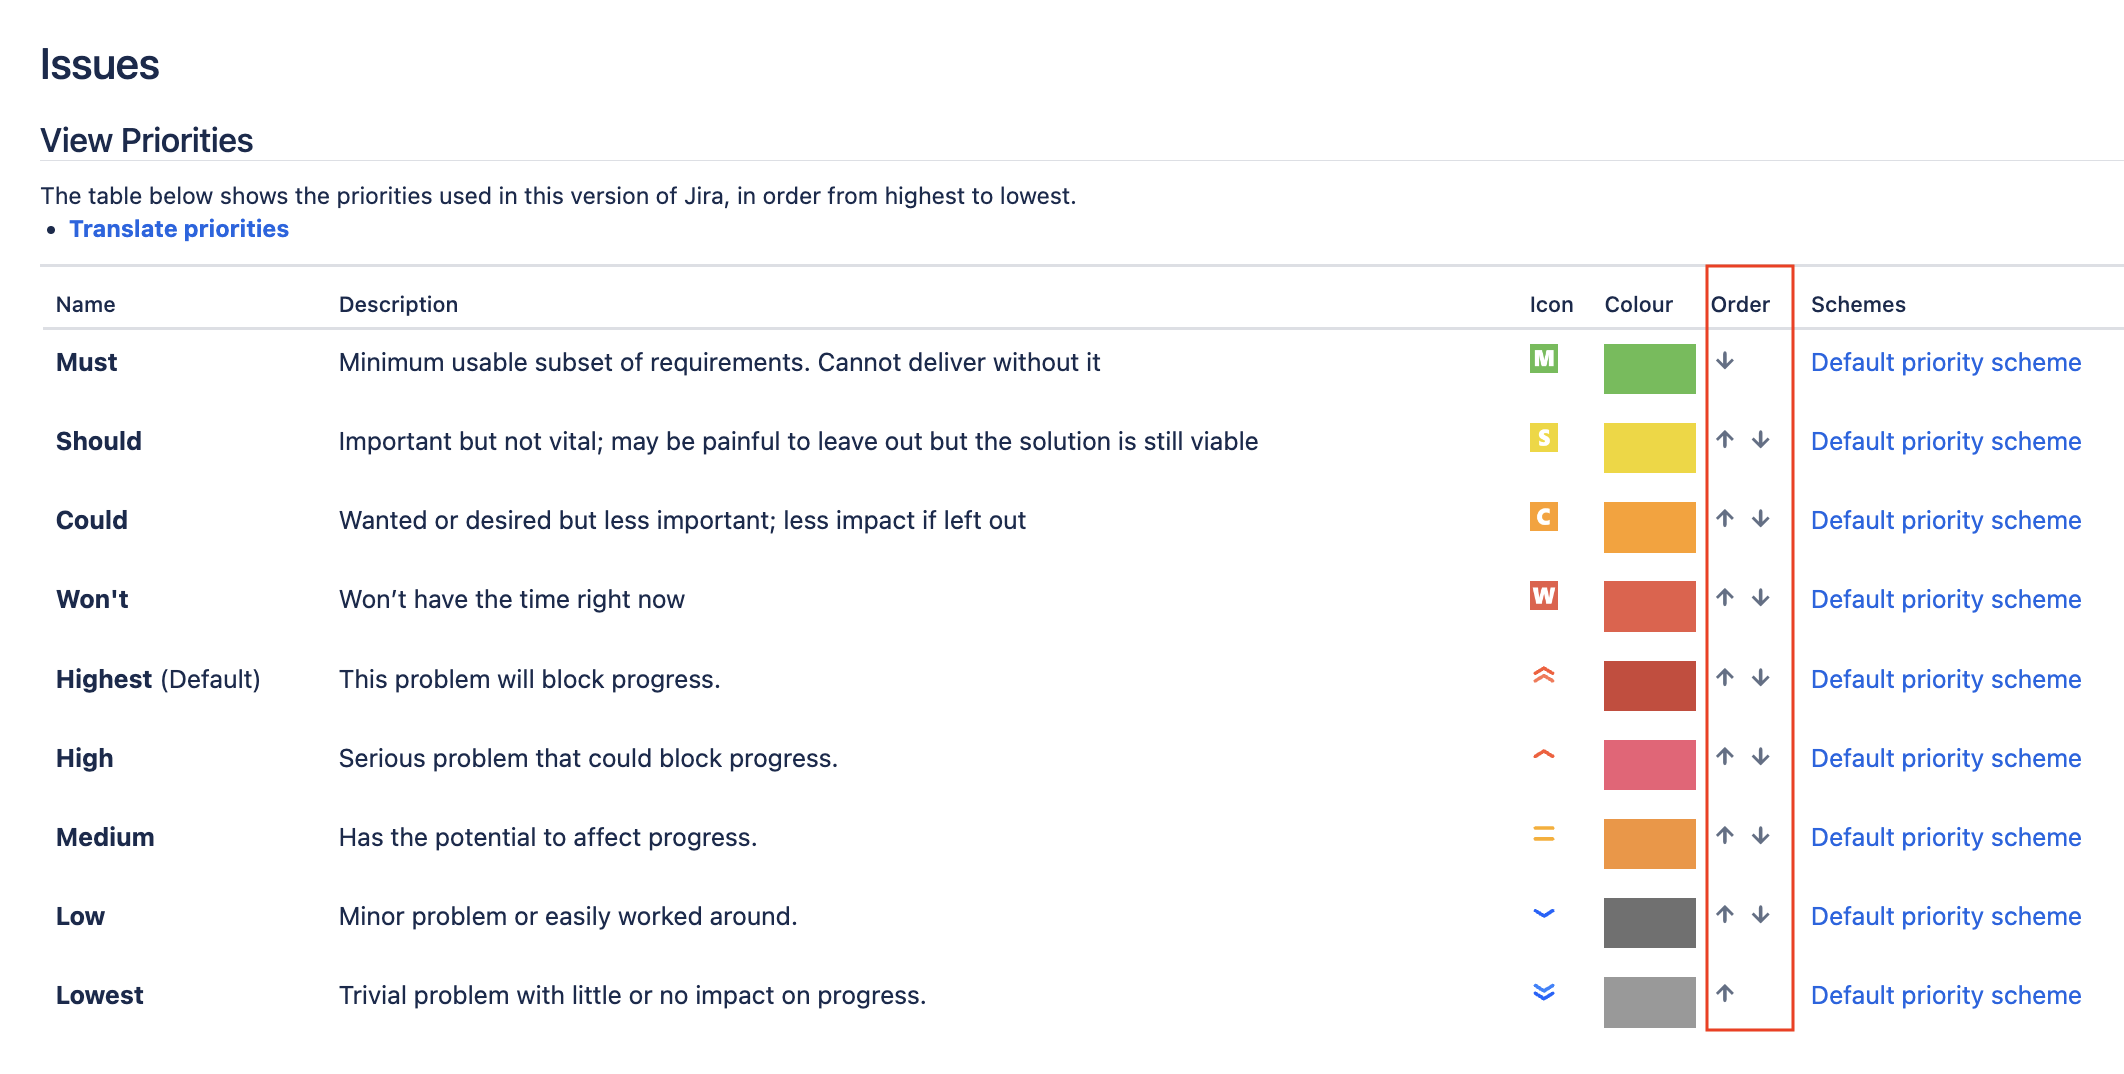 Issues
View Priorities
The table below shows the priorities used in this version of Jira, in order from highest to lowest.
• Translate priorities
Name Description Icon Colour Order Schemes
Must Minimum usable subset of requirements. Cannot deliver without it M Default priority scheme
Should Important but not vital; may be painful to leave out but the solution is still viable S Default priority scheme
Could Wanted or desired but less important; less impact if left out C Default priority scheme
Won't Won’t have the time right now W Default priority scheme
Highest (Default) This problem will block progress. Default priority scheme
High Serious problem that could block progress. Default priority scheme
Medium Has the potential to affect progress. Default priority scheme
Low Minor problem or easily worked around. Default priority scheme
Lowest Trivial problem with little or no impact on progress. Default priority scheme